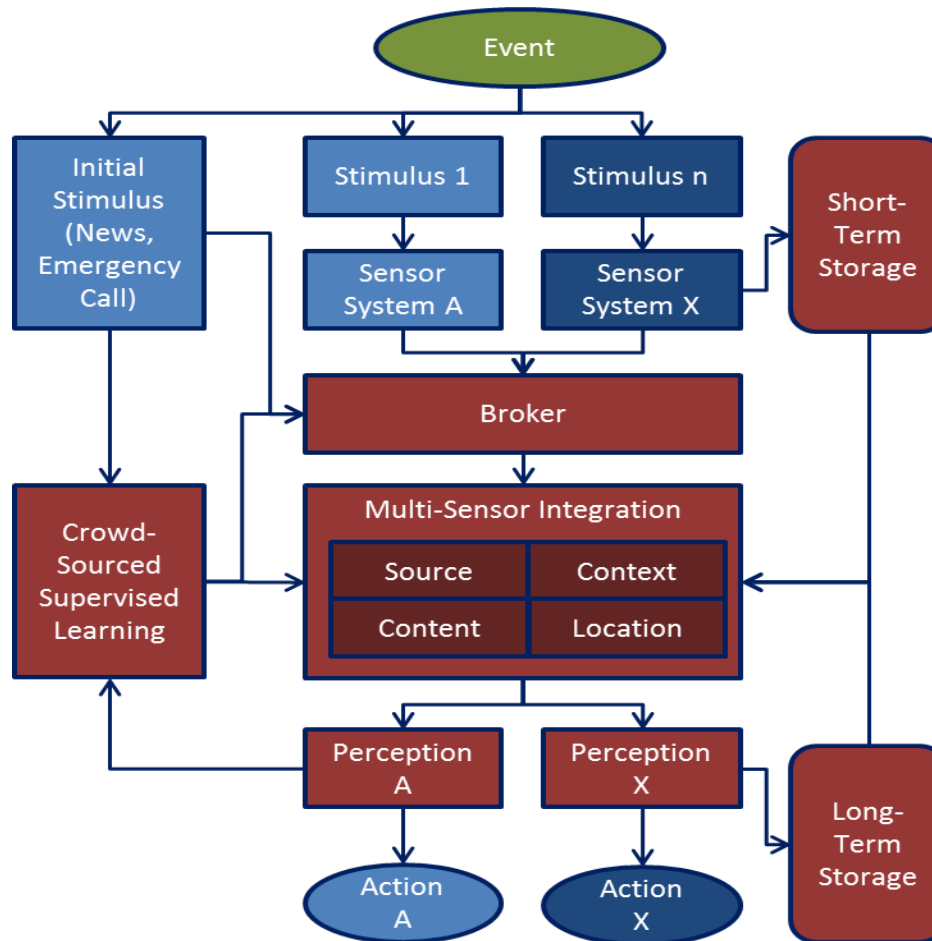 Event
Initial
Stimulus
(News,
Emergency
Call)
Stimulus 1
Stimulus n
Short-
Term
Storage
Sensor
System A
Sensor
System X
Broker
Crowd-
Sourced
Supervised
Learning
Multi-Sensor Integration
Source
Context
Content
Location
Perception
A
Perception
X
Long-
Term
Storage
Action
A
Action
X